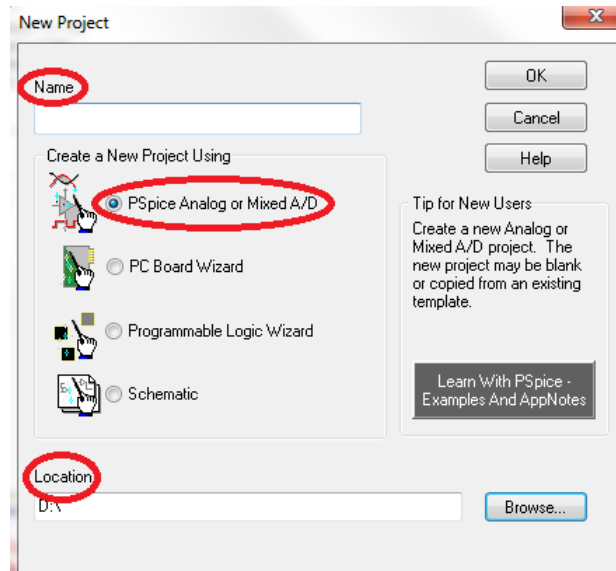 New Project
Name
OK
Cancel
Help
Create a New Project Using
PSpice Analog or Mixed A/D
PC Board Wizard
Programmable Logic Wizard
Schematic
Tip for New Users
Create a new Analog or
Mixed A/D project. The
new project may be blank
or copied from an existing
template.
Learn With PSpice -
Examples And AppNotes
Location
D:\
Browse...